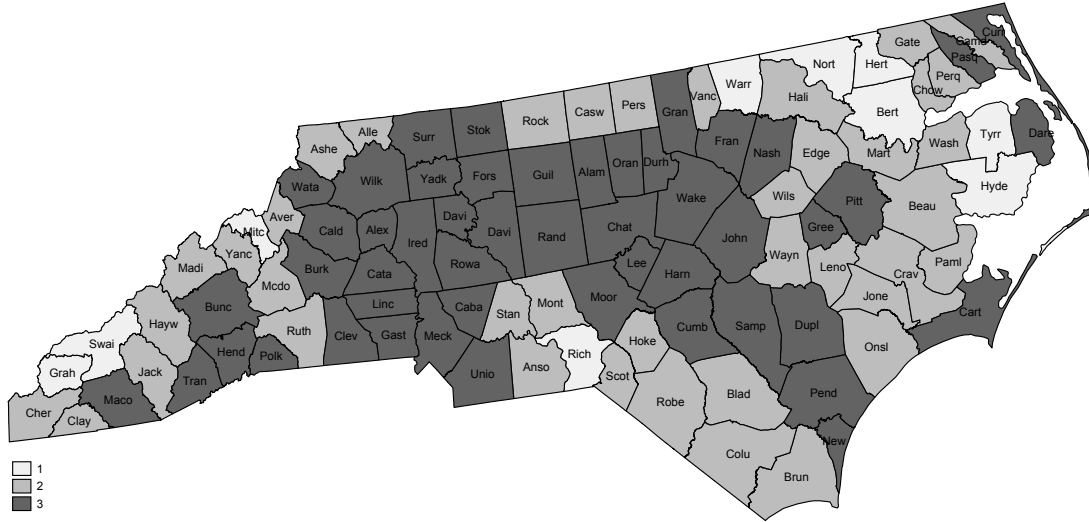 Curr
Camd
Gate
Pasq
Nort
Hert
Perq
Warr
Vanc
Chow
Hali
Bert
Pers
Casw
Gran
Rock
Stok
Surr
Alle
Ashe
Tyrr
Dare
Wash
Mart
Edge
Nash
Fran
Durh
Oran
Alam
Guil
Fors
Yadk
Wilk
Wata
Hyde
Wils
Pitt
Beau
Wake
Chat
Rand
Davi
Davi
Ired
Alex
Cald
Aver
Mitc
Yanc
Madi
Gree
John
Wayn
Leno
Crav
Paml
Lee
Harn
Rowa
Cata
Burk
Mcdo
Jone
Bunc
Hayw
Linc
Caba
Stan
Mont
Moor
Cumb
Samp
Dupl
Cart
Onsl
Swai
Ruth
Clev
Gast
Meck
Hoke
Rich
Hend
Polk
Grah
Jack
Tran
Unio
Anso
Scot
Robe
Blad
Pend
Maco
Cher
Clay
New
Colu
Brun
1
2
3